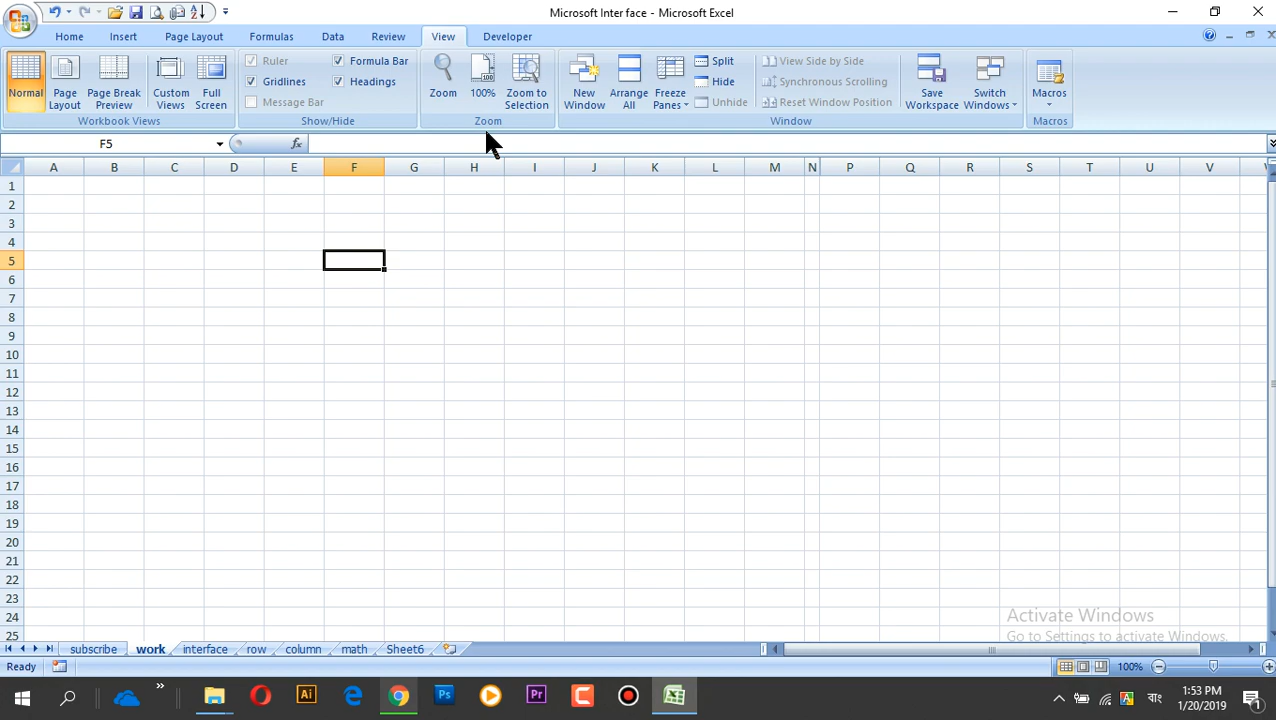 Microsoft Inter face - Microsoft Excel
Home Insert Page Layout Formulas Data Review View Developer
Normal
Page Layout
Page Break Preview
Custom Views
Full Screen
Workbook Views
Ruler
Gridlines
Message Bar
Formula Bar
Headings
Show/Hide
Zoom
100%
Zoom to Selection
Zoom
New Window
Arrange All
Freeze Panes
Split
Hide
Unhide
View Side by Side
Synchronous Scrolling
Reset Window Position
Window
Save Workspace
Switch Windows
Macros
Macros
F5
fx
A B C D E F G H I J K L M N P Q R S T U V
1
2
3
4
5
6
7
8
9
10
11
12
13
14
15
16
17
18
19
20
21
22
23
24
25
Activate Windows
Go to Settings to activate Windows.
subscribe work interface row column math Sheet6
Ready
100%
Ai
Ps
Pr
বাং
1:53 PM
1/20/2019
1